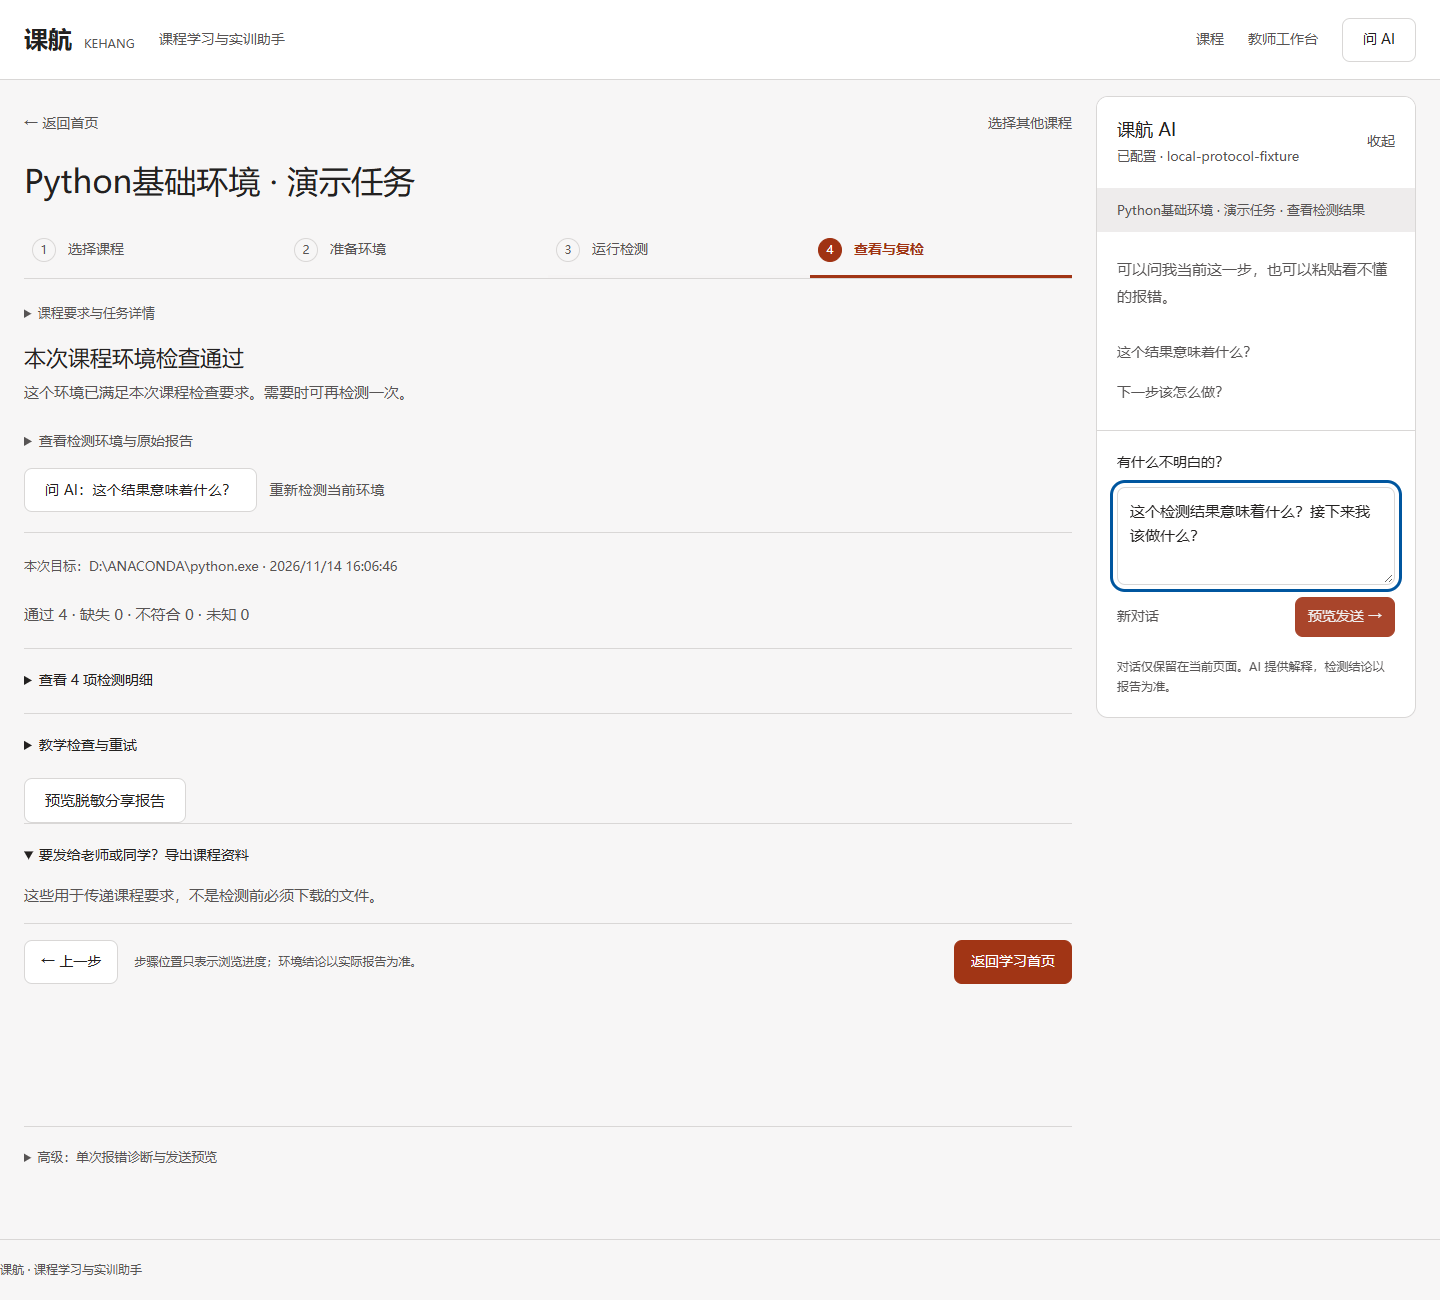 课航 KEHANG 课程学习与实训助手 课程 教师工作台 问 AI
← 返回首页 选择其他课程
Python基础环境 · 演示任务
1 选择课程 2 准备环境 3 运行检测 4 查看与复检
课程要求与任务详情
本次课程环境检查通过
这个环境已满足本次课程检查要求。需要时可再检测一次。
查看检测环境与原始报告
问 AI：这个结果意味着什么？ 重新检测当前环境
本次目标：D:\ANACONDA\python.exe · 2026/11/14 16:06:46
通过 4 · 缺失 0 · 不符合 0 · 未知 0
查看 4 项检测明细
教学检查与重试
预览脱敏分享报告
要发给老师或同学？导出课程资料
这些用于传递课程要求，不是检测前必须下载的文件。
← 上一步 步骤位置只表示浏览进度；环境结论以实际报告为准。 返回学习首页
高级：单次报错诊断与发送预览
课航 · 课程学习与实训助手
课航 AI
收起
已配置 · local-protocol-fixture
Python基础环境 · 演示任务 · 查看检测结果
可以问我当前这一步，也可以粘贴看不懂
的报错。
这个结果意味着什么？
下一步该怎么做？
有什么不明白的？
这个检测结果意味着什么？接下来我
该做什么？
新对话 预览发送 →
对话仅保留在当前页面。AI 提供解释，检测结论以
报告为准。